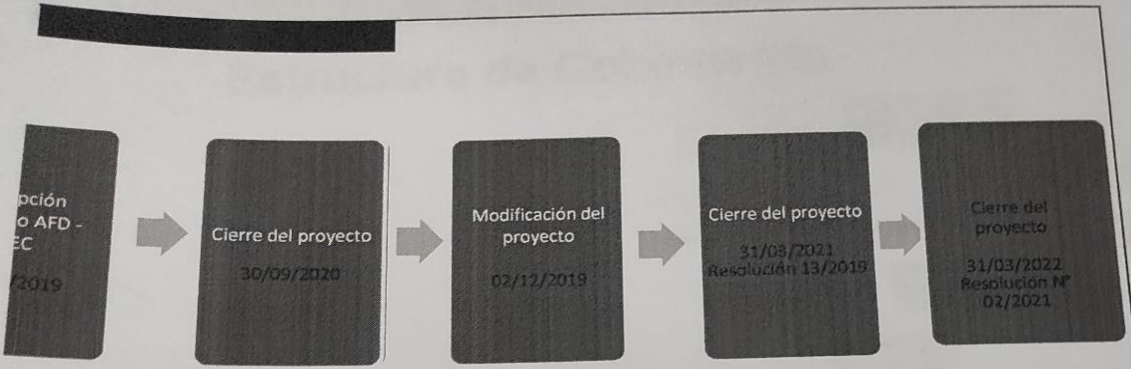 pción
o AFD -
EC
/2019
Cierre del proyecto
30/09/2020
Modificación del
proyecto
02/12/2019
Cierre del proyecto
31/03/2021
Resolución 13/2019
Cierre del
proyecto
31/03/2022
Resolución N°
02/2021